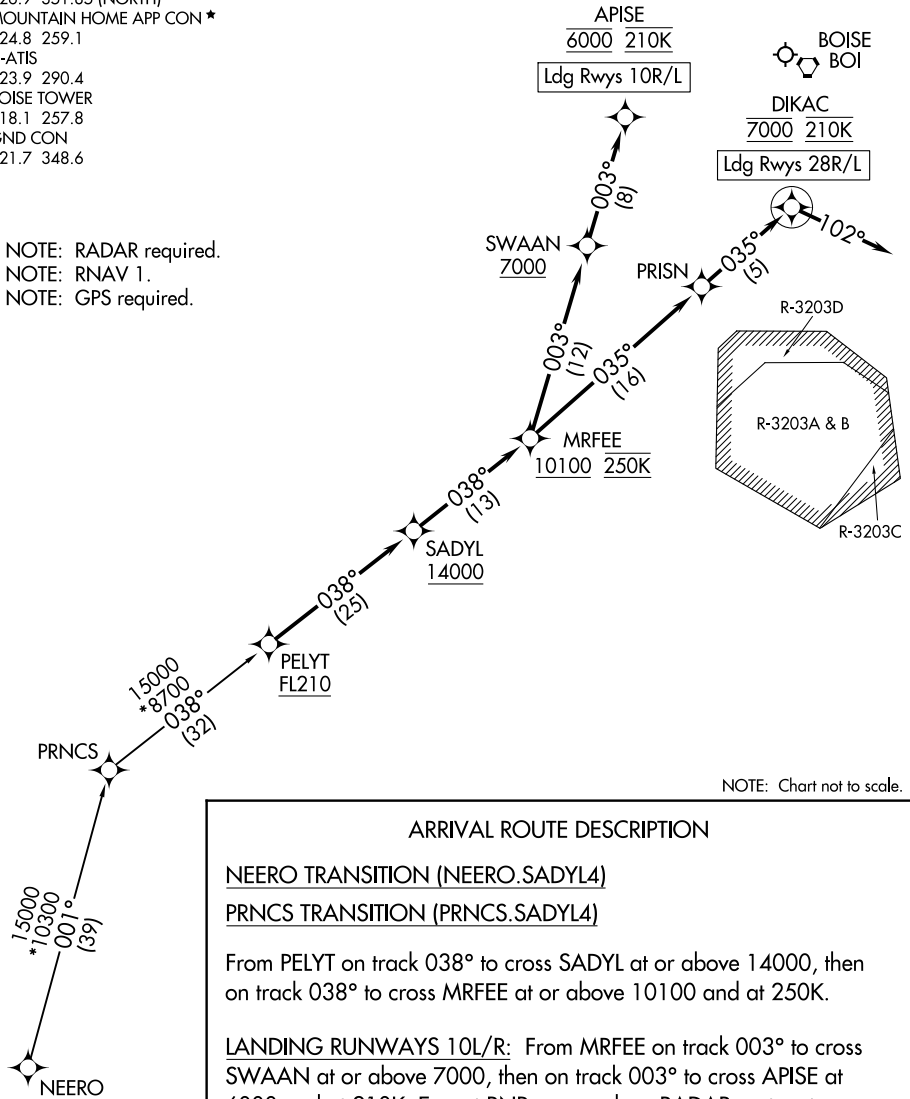 MOUNTAIN HOME APP CON ★
24.8 259.1
-ATIS
23.9 290.4
OISE TOWER
18.1 257.8
GND CON
21.7 348.6
NOTE: RADAR required.
NOTE: RNAV 1.
NOTE: GPS required.
APISE
6000 210K
Ldg Rwys 10R/L
BOISE
BOI
DIKAC
7000 210K
Ldg Rwys 28R/L
003°
(8)
SWAAN
7000
PRISN
035°
(5)
102°
R-3203D
R-3203A & B
R-3203C
003°
(12)
035°
(16)
MRFEE
10100 250K
038°
(13)
SADYL
14000
038°
(25)
PELYT
FL210
15000
*8700
038°
(32)
PRNCS
15000
*10300
001°
(39)
NEERO
NOTE: Chart not to scale.
ARRIVAL ROUTE DESCRIPTION
NEERO TRANSITION (NEERO.SADYL4)
PRNCS TRANSITION (PRNCS.SADYL4)
From PELYT on track 038° to cross SADYL at or above 14000, then
on track 038° to cross MRFEE at or above 10100 and at 250K.
LANDING RUNWAYS 10L/R: From MRFEE on track 003° to cross
SWAAN at or above 7000, then on track 003° to cross APISE at